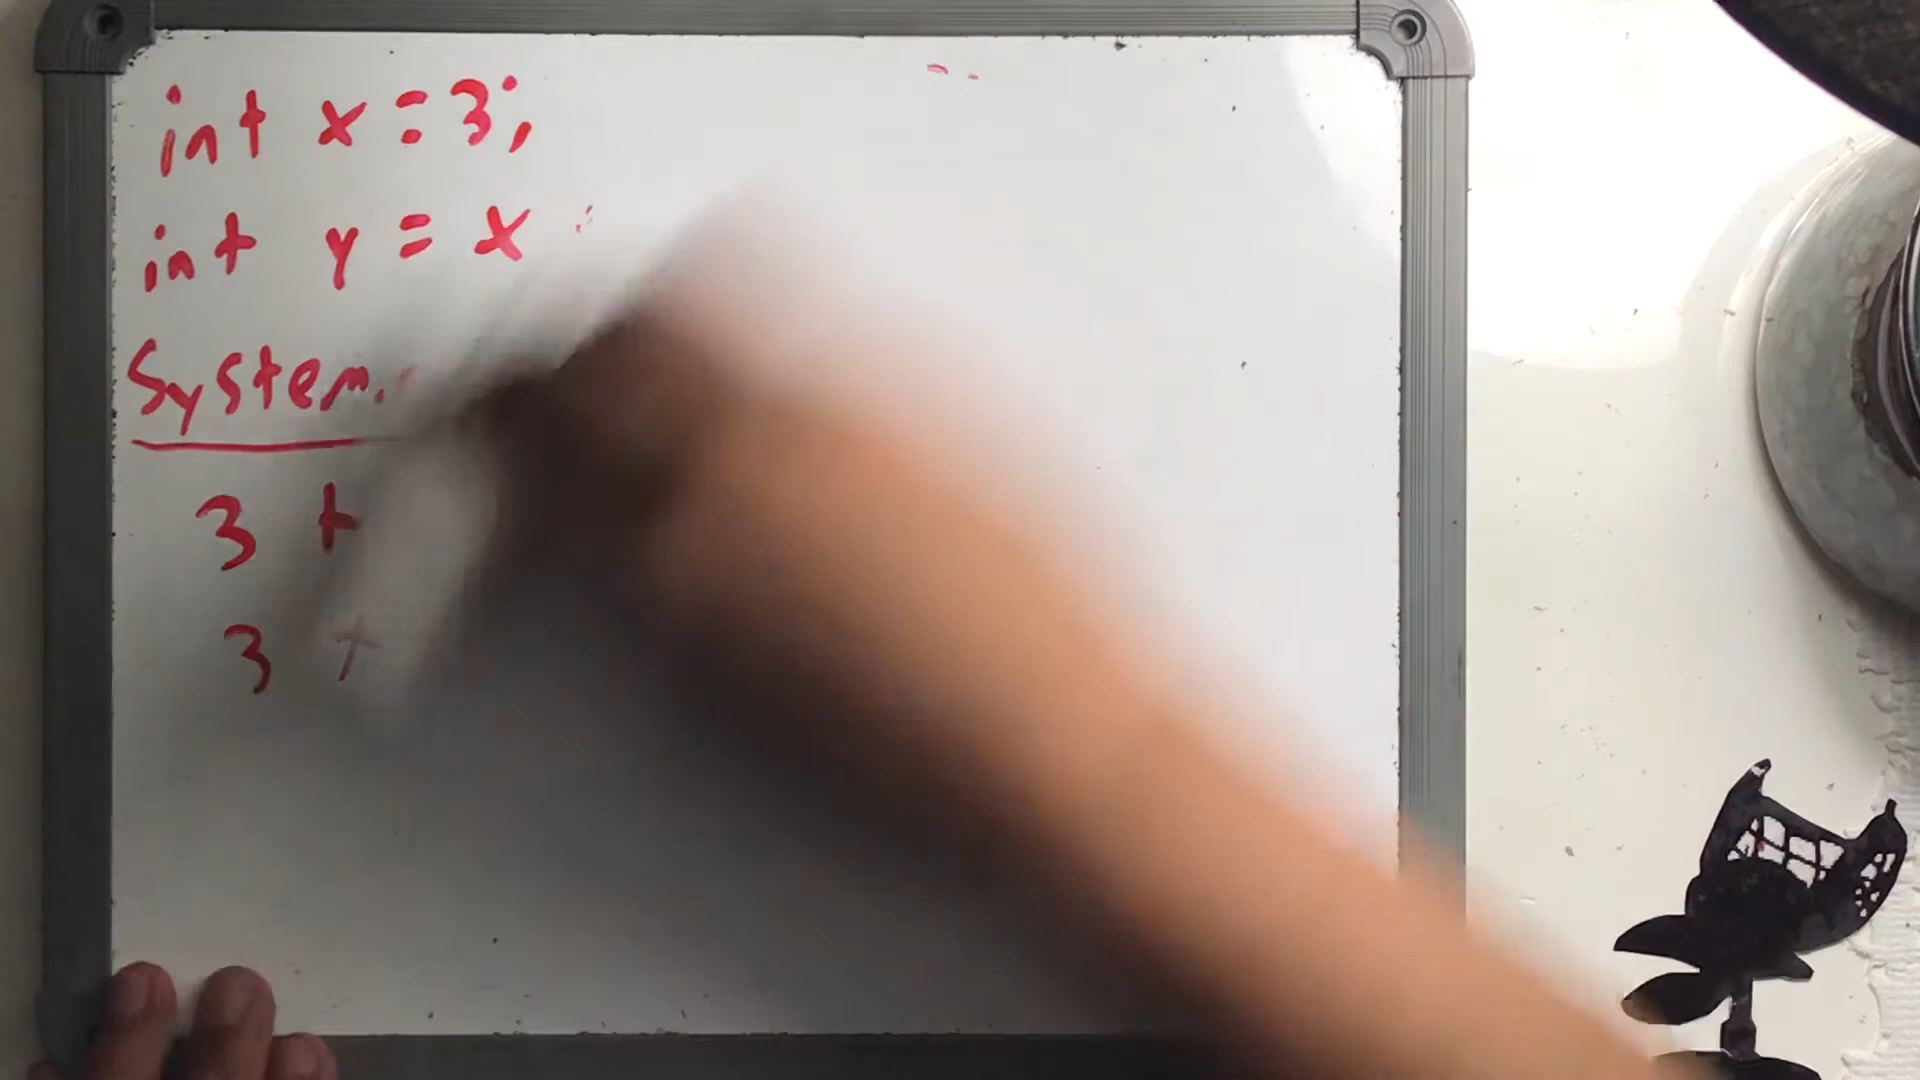 int x = 3;
int y = x
System.
3 +
3 +